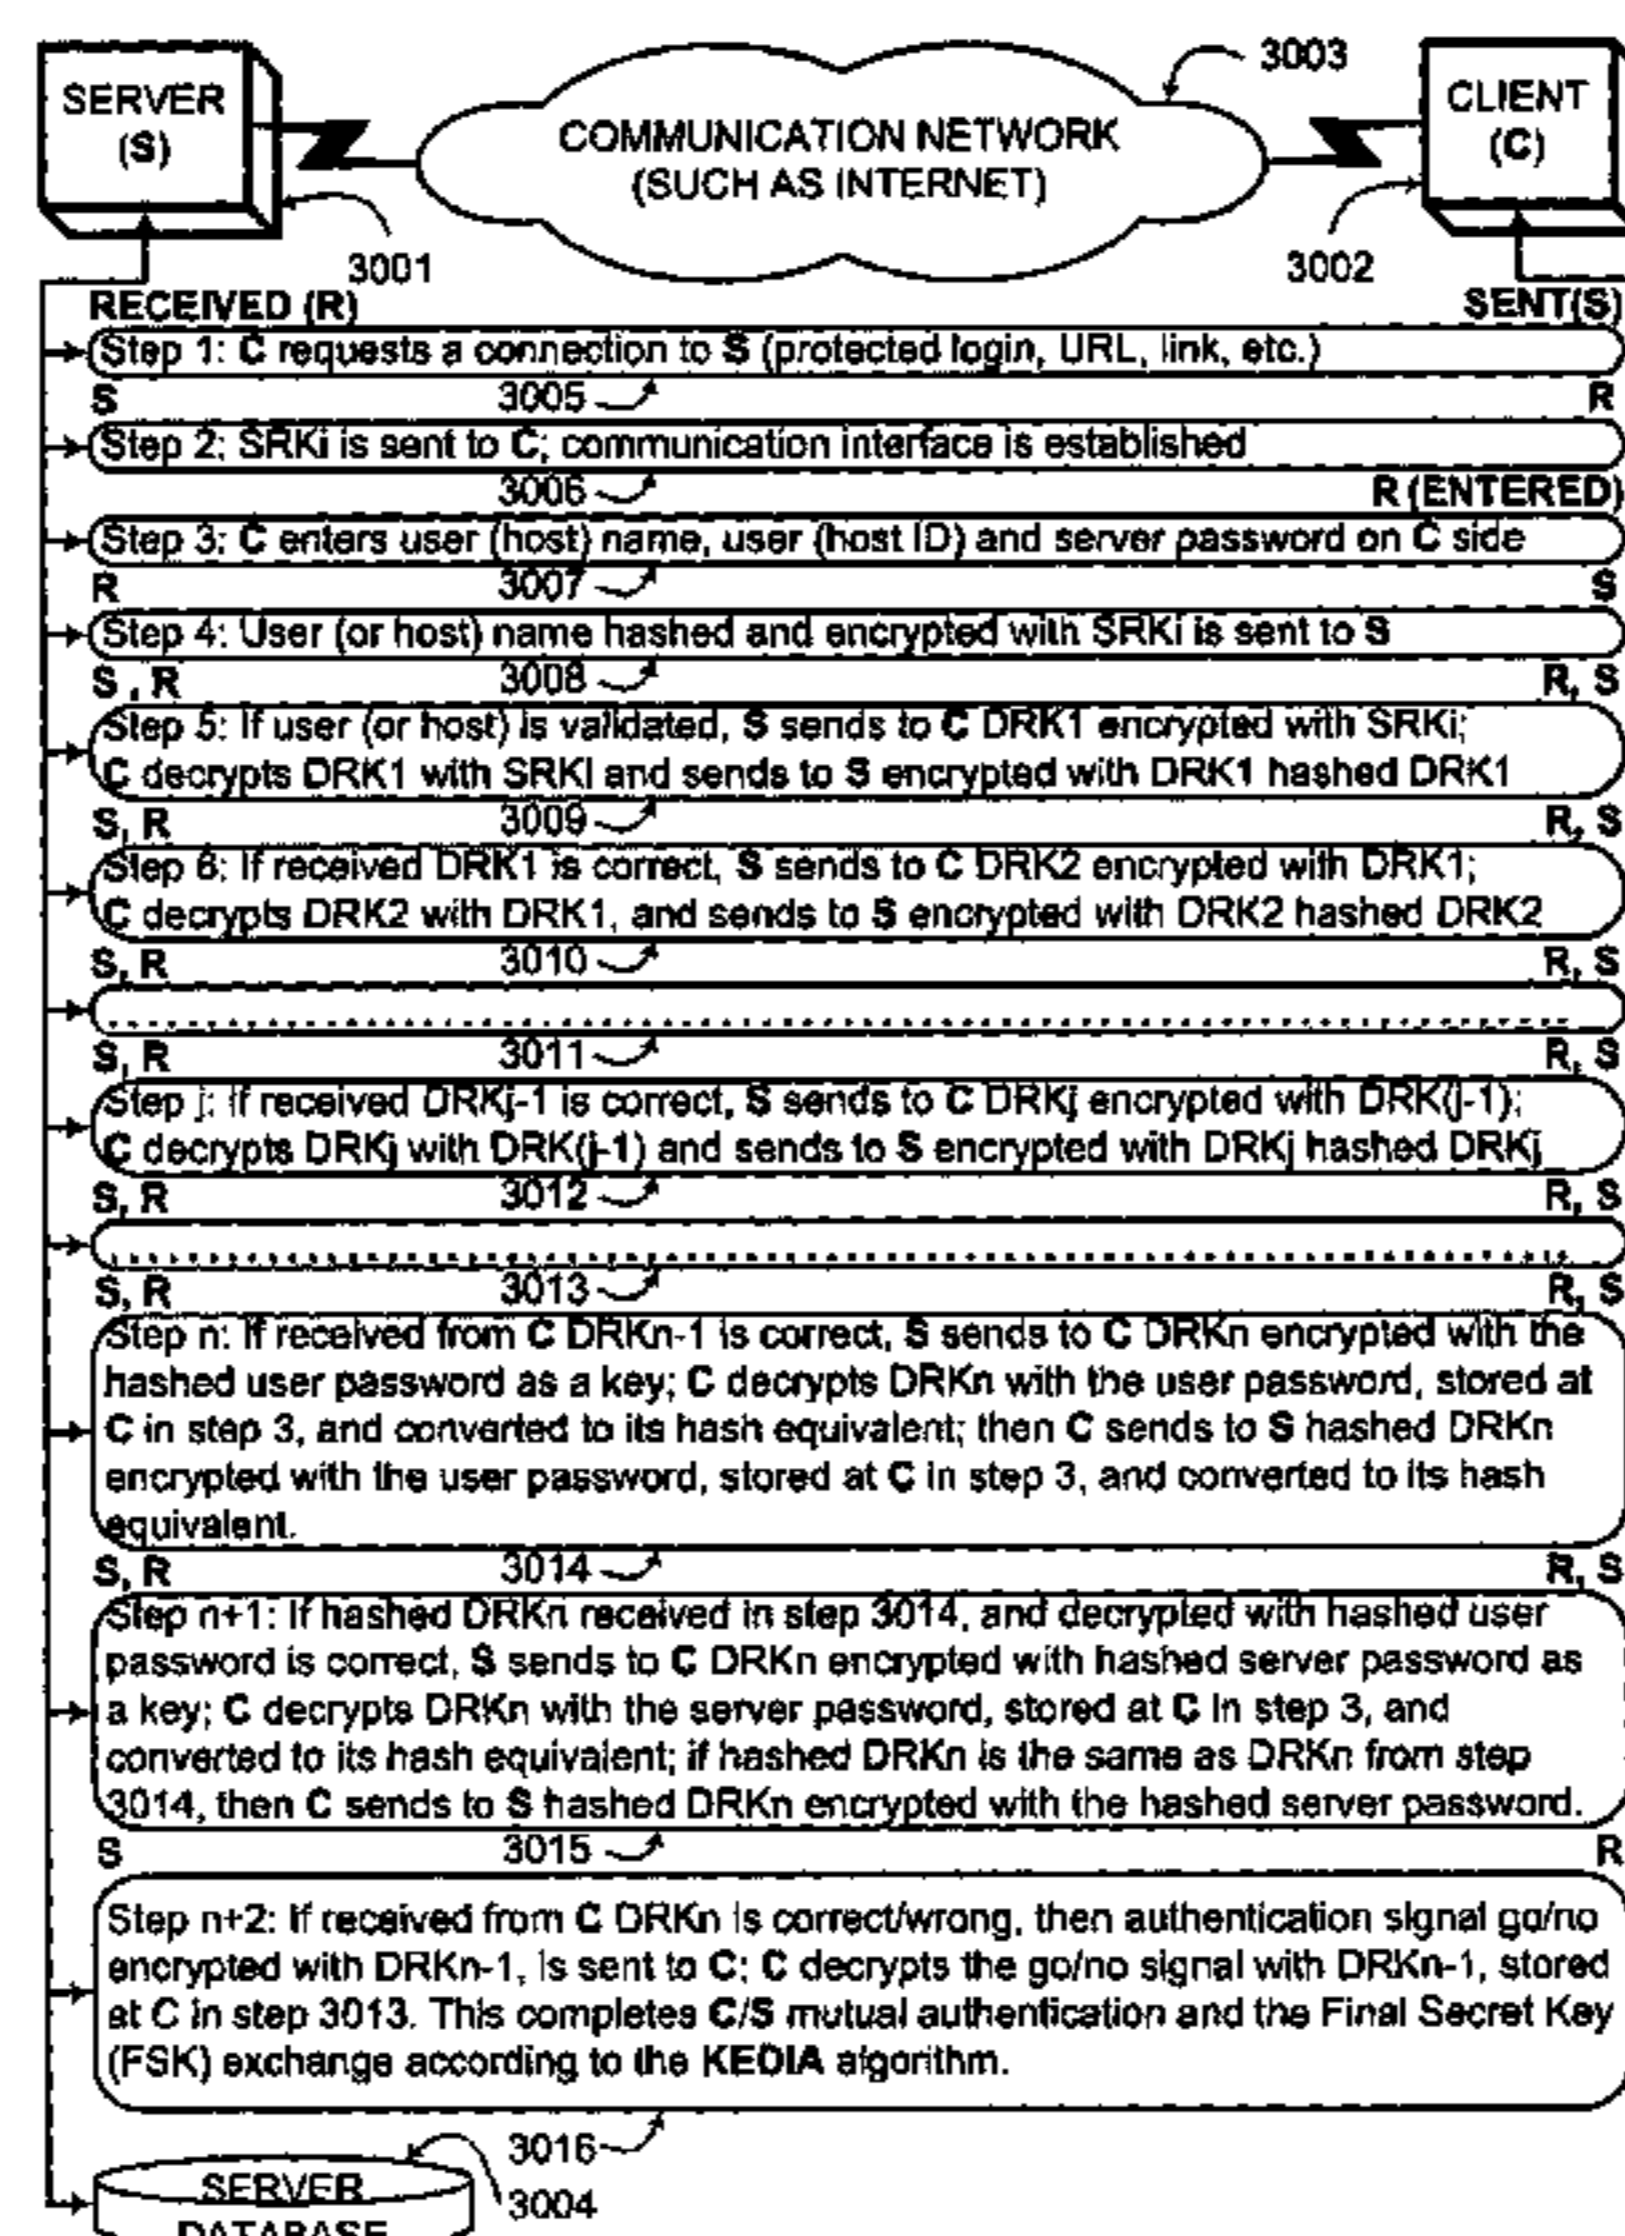 3003
SERVER
(S)
COMMUNICATION NETWORK
(SUCH AS INTERNET)
CLIENT
(C)
3001
3002
RECEIVED (R)
SENT(S)
Step 1: C requests a connection to S (protected login, URL, link, etc.)
S
3005
R
Step 2: SRKi is sent to C; communication interface is established
3006
R (ENTERED)
Step 3: C enters user (host) name, user (host ID) and server password on C side
R
3007
S
Step 4: User (or host) name hashed and encrypted with SRKi is sent to S
S , R
3008
R, S
Step 5: If user (or host) is validated, S sends to C DRK1 encrypted with SRKi;
C decrypts DRK1 with SRKI and sends to S encrypted with DRK1 hashed DRK1
S, R
3009
R, S
Step 6: If received DRK1 is correct, S sends to C DRK2 encrypted with DRK1;
C decrypts DRK2 with DRK1, and sends to S encrypted with DRK2 hashed DRK2
S, R
3010
R, S
S, R
3011
R, S
Step j: If received DRKj-1 is correct, S sends to C DRKj encrypted with DRK(j-1);
C decrypts DRKj with DRK(j-1) and sends to S encrypted with DRKj hashed DRKj
S, R
3012
R, S
S, R
3013
R, S
Step n: If received from C DRKn-1 is correct, S sends to C DRKn encrypted with the
hashed user password as a key; C decrypts DRKn with the user password, stored at
C in step 3, and converted to its hash equivalent; then C sends to S hashed DRKn
encrypted with the user password, stored at C in step 3, and converted to its hash
equivalent.
S, R
3014
R, S
Step n+1: If hashed DRKn received in step 3014, and decrypted with hashed user
password is correct, S sends to C DRKn encrypted with hashed server password as
a key; C decrypts DRKn with the server password, stored at C in step 3, and
converted to its hash equivalent; if hashed DRKn is the same as DRKn from step
3014, then C sends to S hashed DRKn encrypted with the hashed server password.
S
3015
R
Step n+2: If received from C DRKn is correct/wrong, then authentication signal go/no
encrypted with DRKn-1, is sent to C; C decrypts the go/no signal with DRKn-1, stored
at C in step 3013. This completes C/S mutual authentication and the Final Secret Key
(FSK) exchange according to the KEDIA algorithm.
3016
SERVER
3004
DATABASE